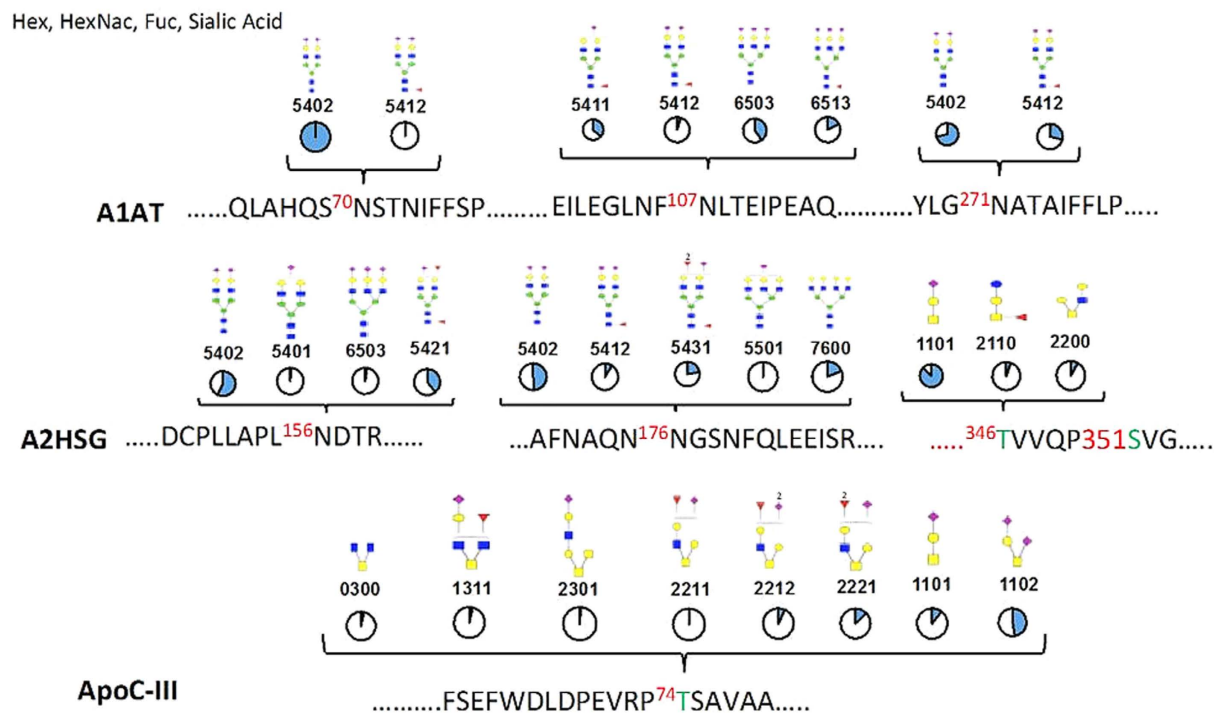 Hex, HexNac, Fuc, Sialic Acid
5402 5412 5411 5412 6503 6513 5402 5412
A1AT ......QLAHQS70NSTNIFFSP.........EILEGLNF107NLTEIPEAQ...........YLG271NATAIFFLP.....
2
5402 5401 6503 5421 5402 5412 5431 5501 7600 1101 2110 2200
A2HSG .....DCPLLAPL156NDTR...... ...AFNAQN176NGSNFQLEEISR.... .....346TVVQP351SVG.....
2 2
0300 1311 2301 2211 2212 2221 1101 1102
ApoC-III ..........FSEFWDLDPEVRP74TSAVAA.....